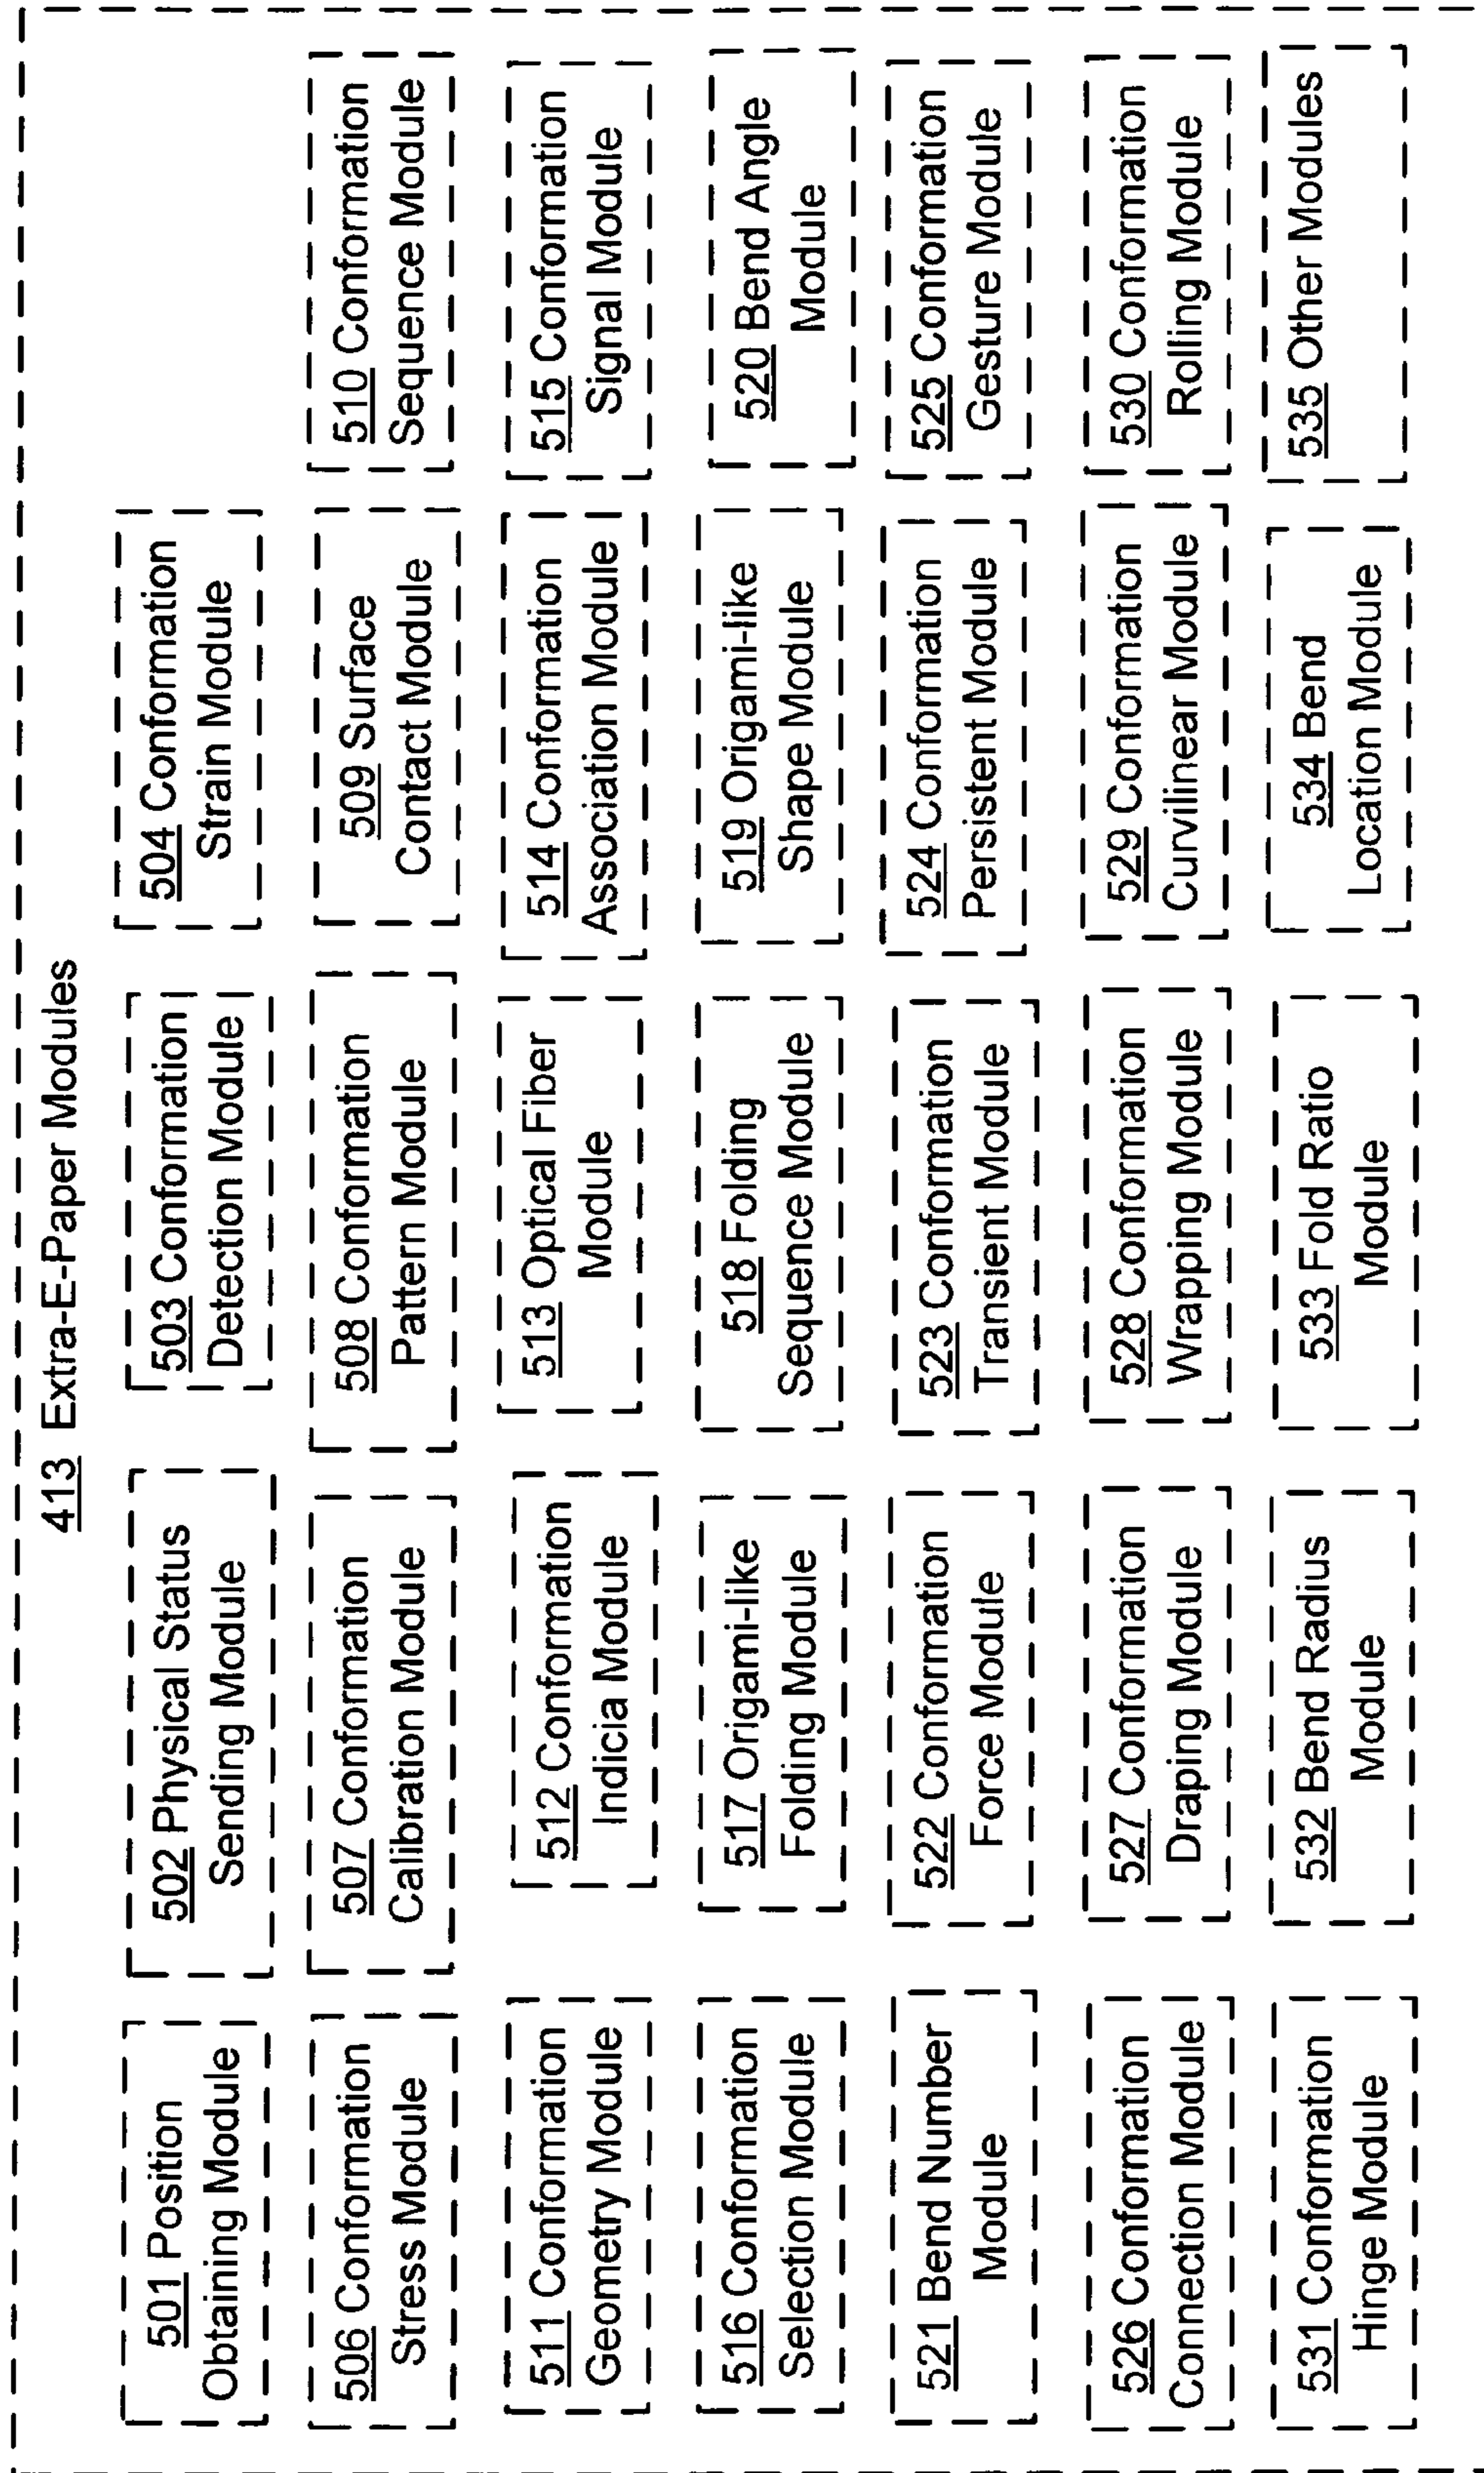 413 Extra-E-Paper Modules
501 Position
Obtaining Module
502 Physical Status
Sending Module
503 Conformation
Detection Module
504 Conformation
Strain Module
506 Conformation
Stress Module
507 Conformation
Calibration Module
508 Conformation
Pattern Module
509 Surface
Contact Module
510 Conformation
Sequence Module
511 Conformation
Geometry Module
512 Conformation
Indicia Module
513 Optical Fiber
Module
514 Conformation
Association Module
515 Conformation
Signal Module
516 Conformation
Selection Module
517 Origami-like
Folding Module
518 Folding
Sequence Module
519 Origami-like
Shape Module
520 Bend Angle
Module
521 Bend Number
Module
522 Conformation
Force Module
523 Conformation
Transient Module
524 Conformation
Persistent Module
525 Conformation
Gesture Module
526 Conformation
Connection Module
527 Conformation
Draping Module
528 Conformation
Wrapping Module
529 Conformation
Curvilinear Module
530 Conformation
Rolling Module
531 Conformation
Hinge Module
532 Bend Radius
Module
533 Fold Ratio
Module
534 Bend
Location Module
535 Other Modules